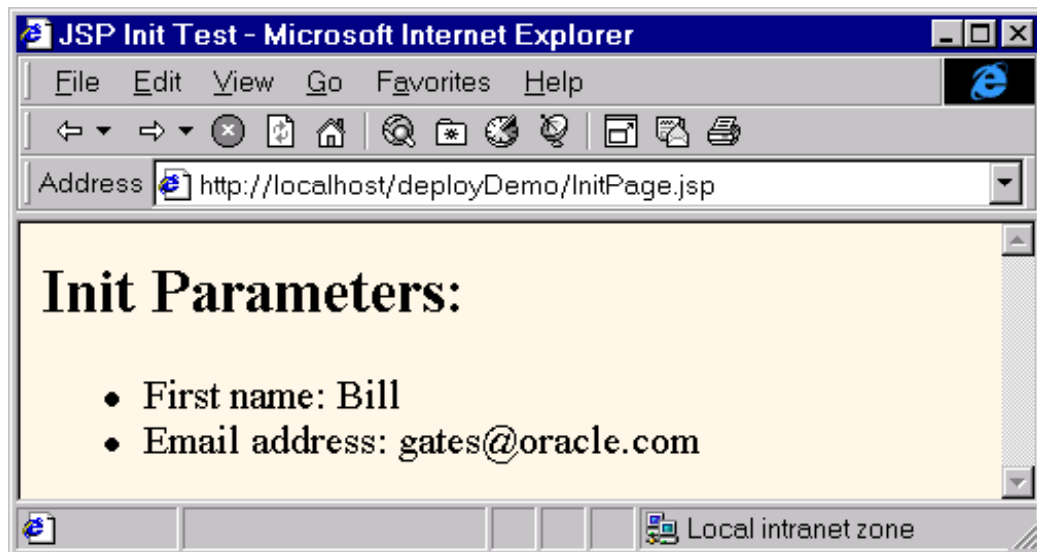 JSP Init Test - Microsoft Internet Explorer
File Edit View Go Favorites Help
Address http://localhost/deployDemo/InitPage.jsp
Init Parameters:
• First name: Bill
• Email address: gates@oracle.com
Local intranet zone